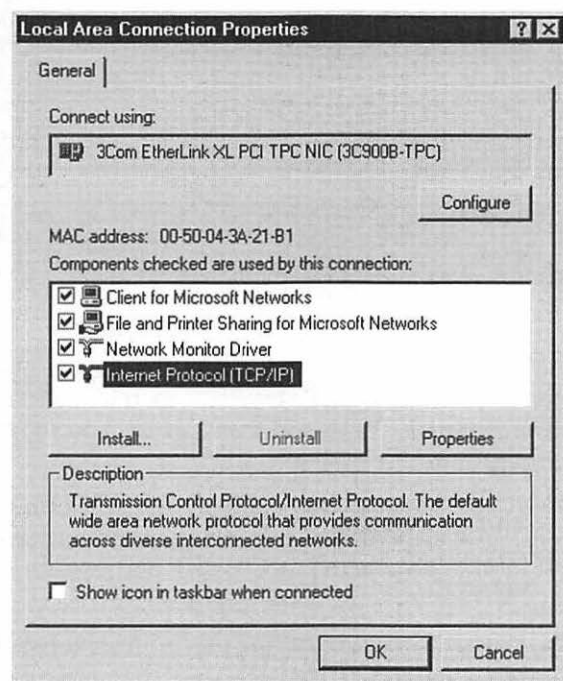 Local Area Connection Properties
General
Connect using:
3Com EtherLink XL PCI TPC NIC (3C900B-TPC)
Configure
MAC address: 00-50-04-3A-21-B1
Components checked are used by this connection:
Client for Microsoft Networks
File and Printer Sharing for Microsoft Networks
Network Monitor Driver
Internet Protocol (TCP/IP)
Install...
Uninstall
Properties
Description
Transmission Control Protocol/Internet Protocol. The default
wide area network protocol that provides communication
across diverse interconnected networks.
Show icon in taskbar when connected
OK
Cancel